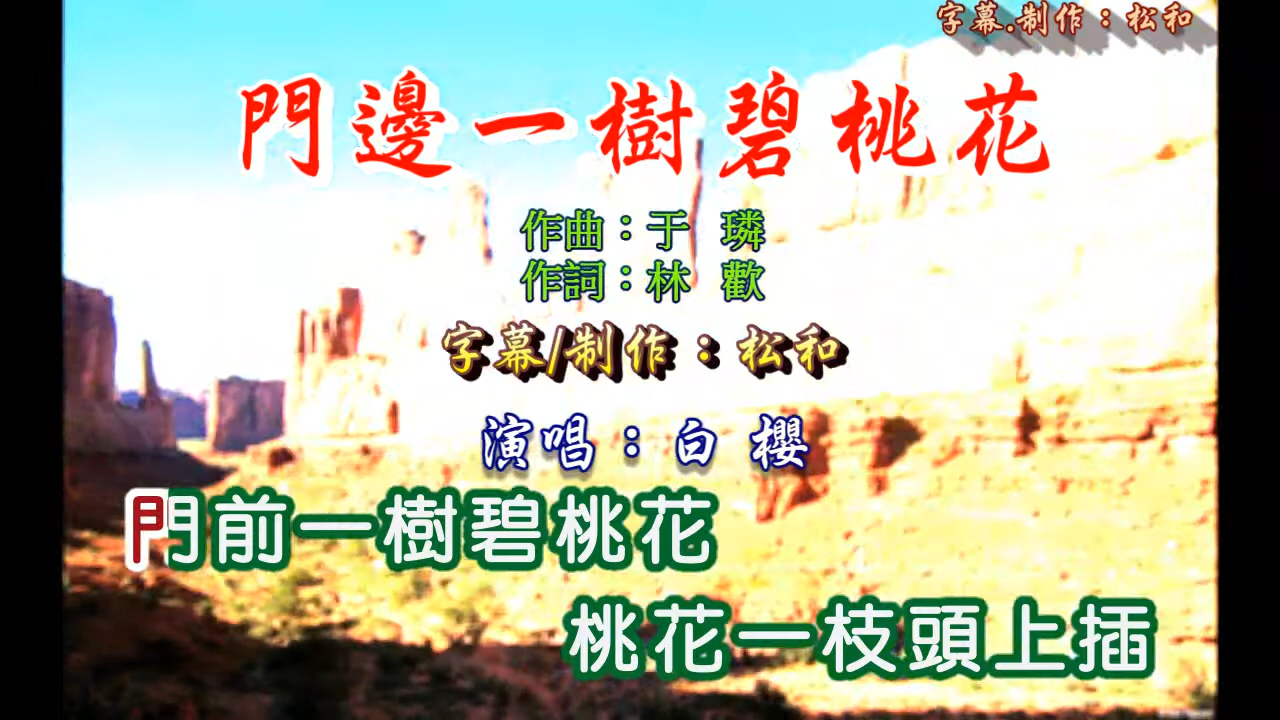 字幕.制作：松和
門邊一樹碧桃花
作曲：于 璘
作詞：林 歡
字幕/制作：松和
演唱：白 櫻
門前一樹碧桃花
桃花一枝頭上插